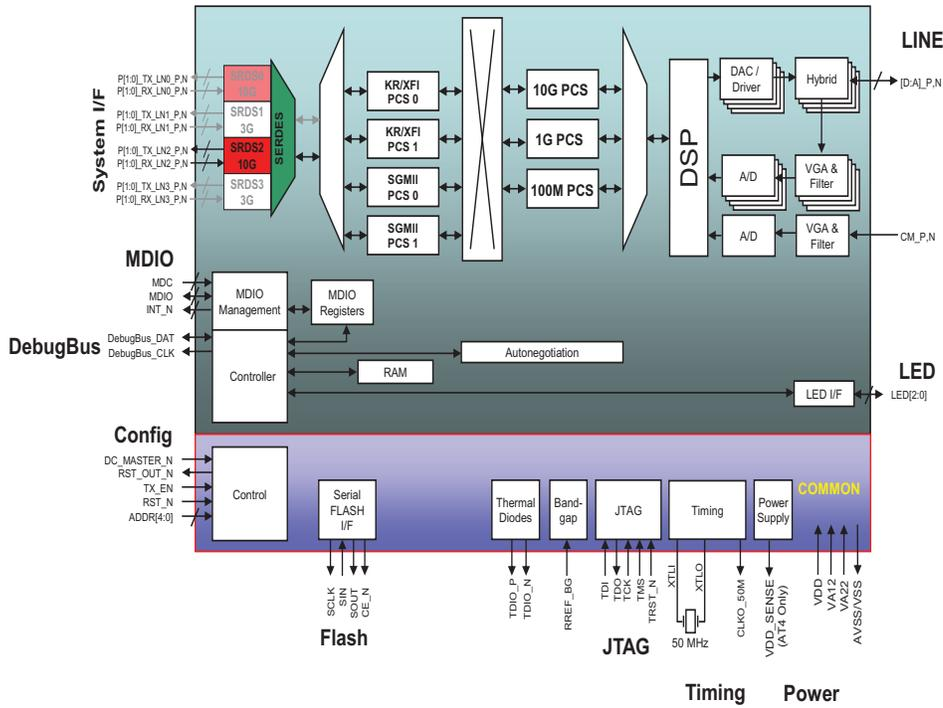 LINE
System I/F
P[1:0]_TX_LN0_P,N
P[1:0]_RX_LN0_P,N
P[1:0]_TX_LN1_P,N
P[1:0]_RX_LN1_P,N
P[1:0]_TX_LN2_P,N
P[1:0]_RX_LN2_P,N
P[1:0]_TX_LN3_P,N
P[1:0]_RX_LN3_P,N
10G
SRDS1
3G
SRDS2
10G
SRDS3
3G
SERDES
KR/XFI
PCS 0
KR/XFI
PCS 1
SGMII
PCS 0
SGMII
PCS 1
10G PCS
1G PCS
100M PCS
DSP
DAC /
Driver
Hybrid
[D:A]_P,N
A/D
VGA &
Filter
A/D
VGA &
Filter
CM_P,N
MDIO
MDC
MDIO
INT_N
MDIO
Management
MDIO
Registers
DebugBus
DebugBus_DAT
DebugBus_CLK
Controller
Autonegotiation
RAM
LED
LED I/F
LED[2:0]
Config
DC_MASTER_N
RST_OUT_N
TX_EN
RST_N
ADDR[4:0]
Control
Serial
FLASH
I/F
Thermal
Diodes
Band-
gap
JTAG
Timing
Power
Supply
COMMON
SCLK
SIN
SOUT
CE_N
Flash
TDIO_P
TDIO_N
RREF_BG
TDI
TDO
TCK
TMS
TRST_N
JTAG
XTLI
XTLO
50 MHz
CLKO_50M
VDD_SENSE
(AT4 Only)
VDD
VA12
VA22
AVSS/VSS
Timing
Power